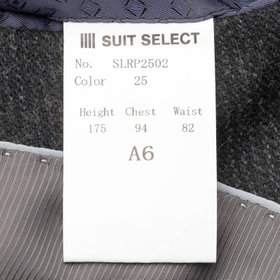 SUIT SELECT
No. SLRP2502
Color 25
Height Chest Waist
175 94 82
A6